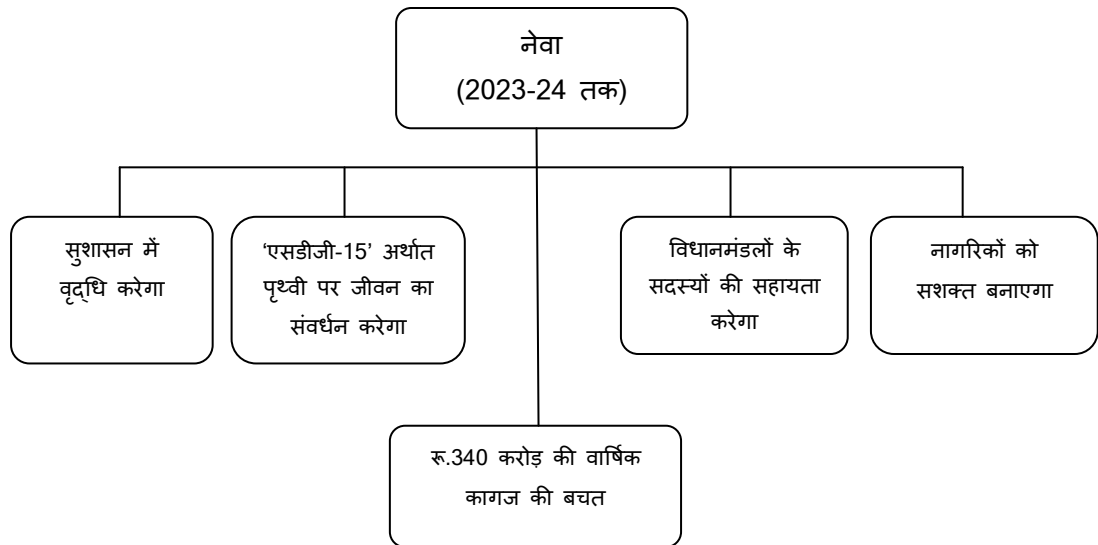 नेवा
(2023-24 तक)
सुशासन में
वृद्धि करेगा
‘एसडीजी-15’ अर्थात
पृथ्वी पर जीवन का
संवर्धन करेगा
विधानमंडलों के
सदस्यों की सहायता
करेगा
नागरिकों को
सशक्त बनाएगा
रू.340 करोड़ की वार्षिक
कागज की बचत